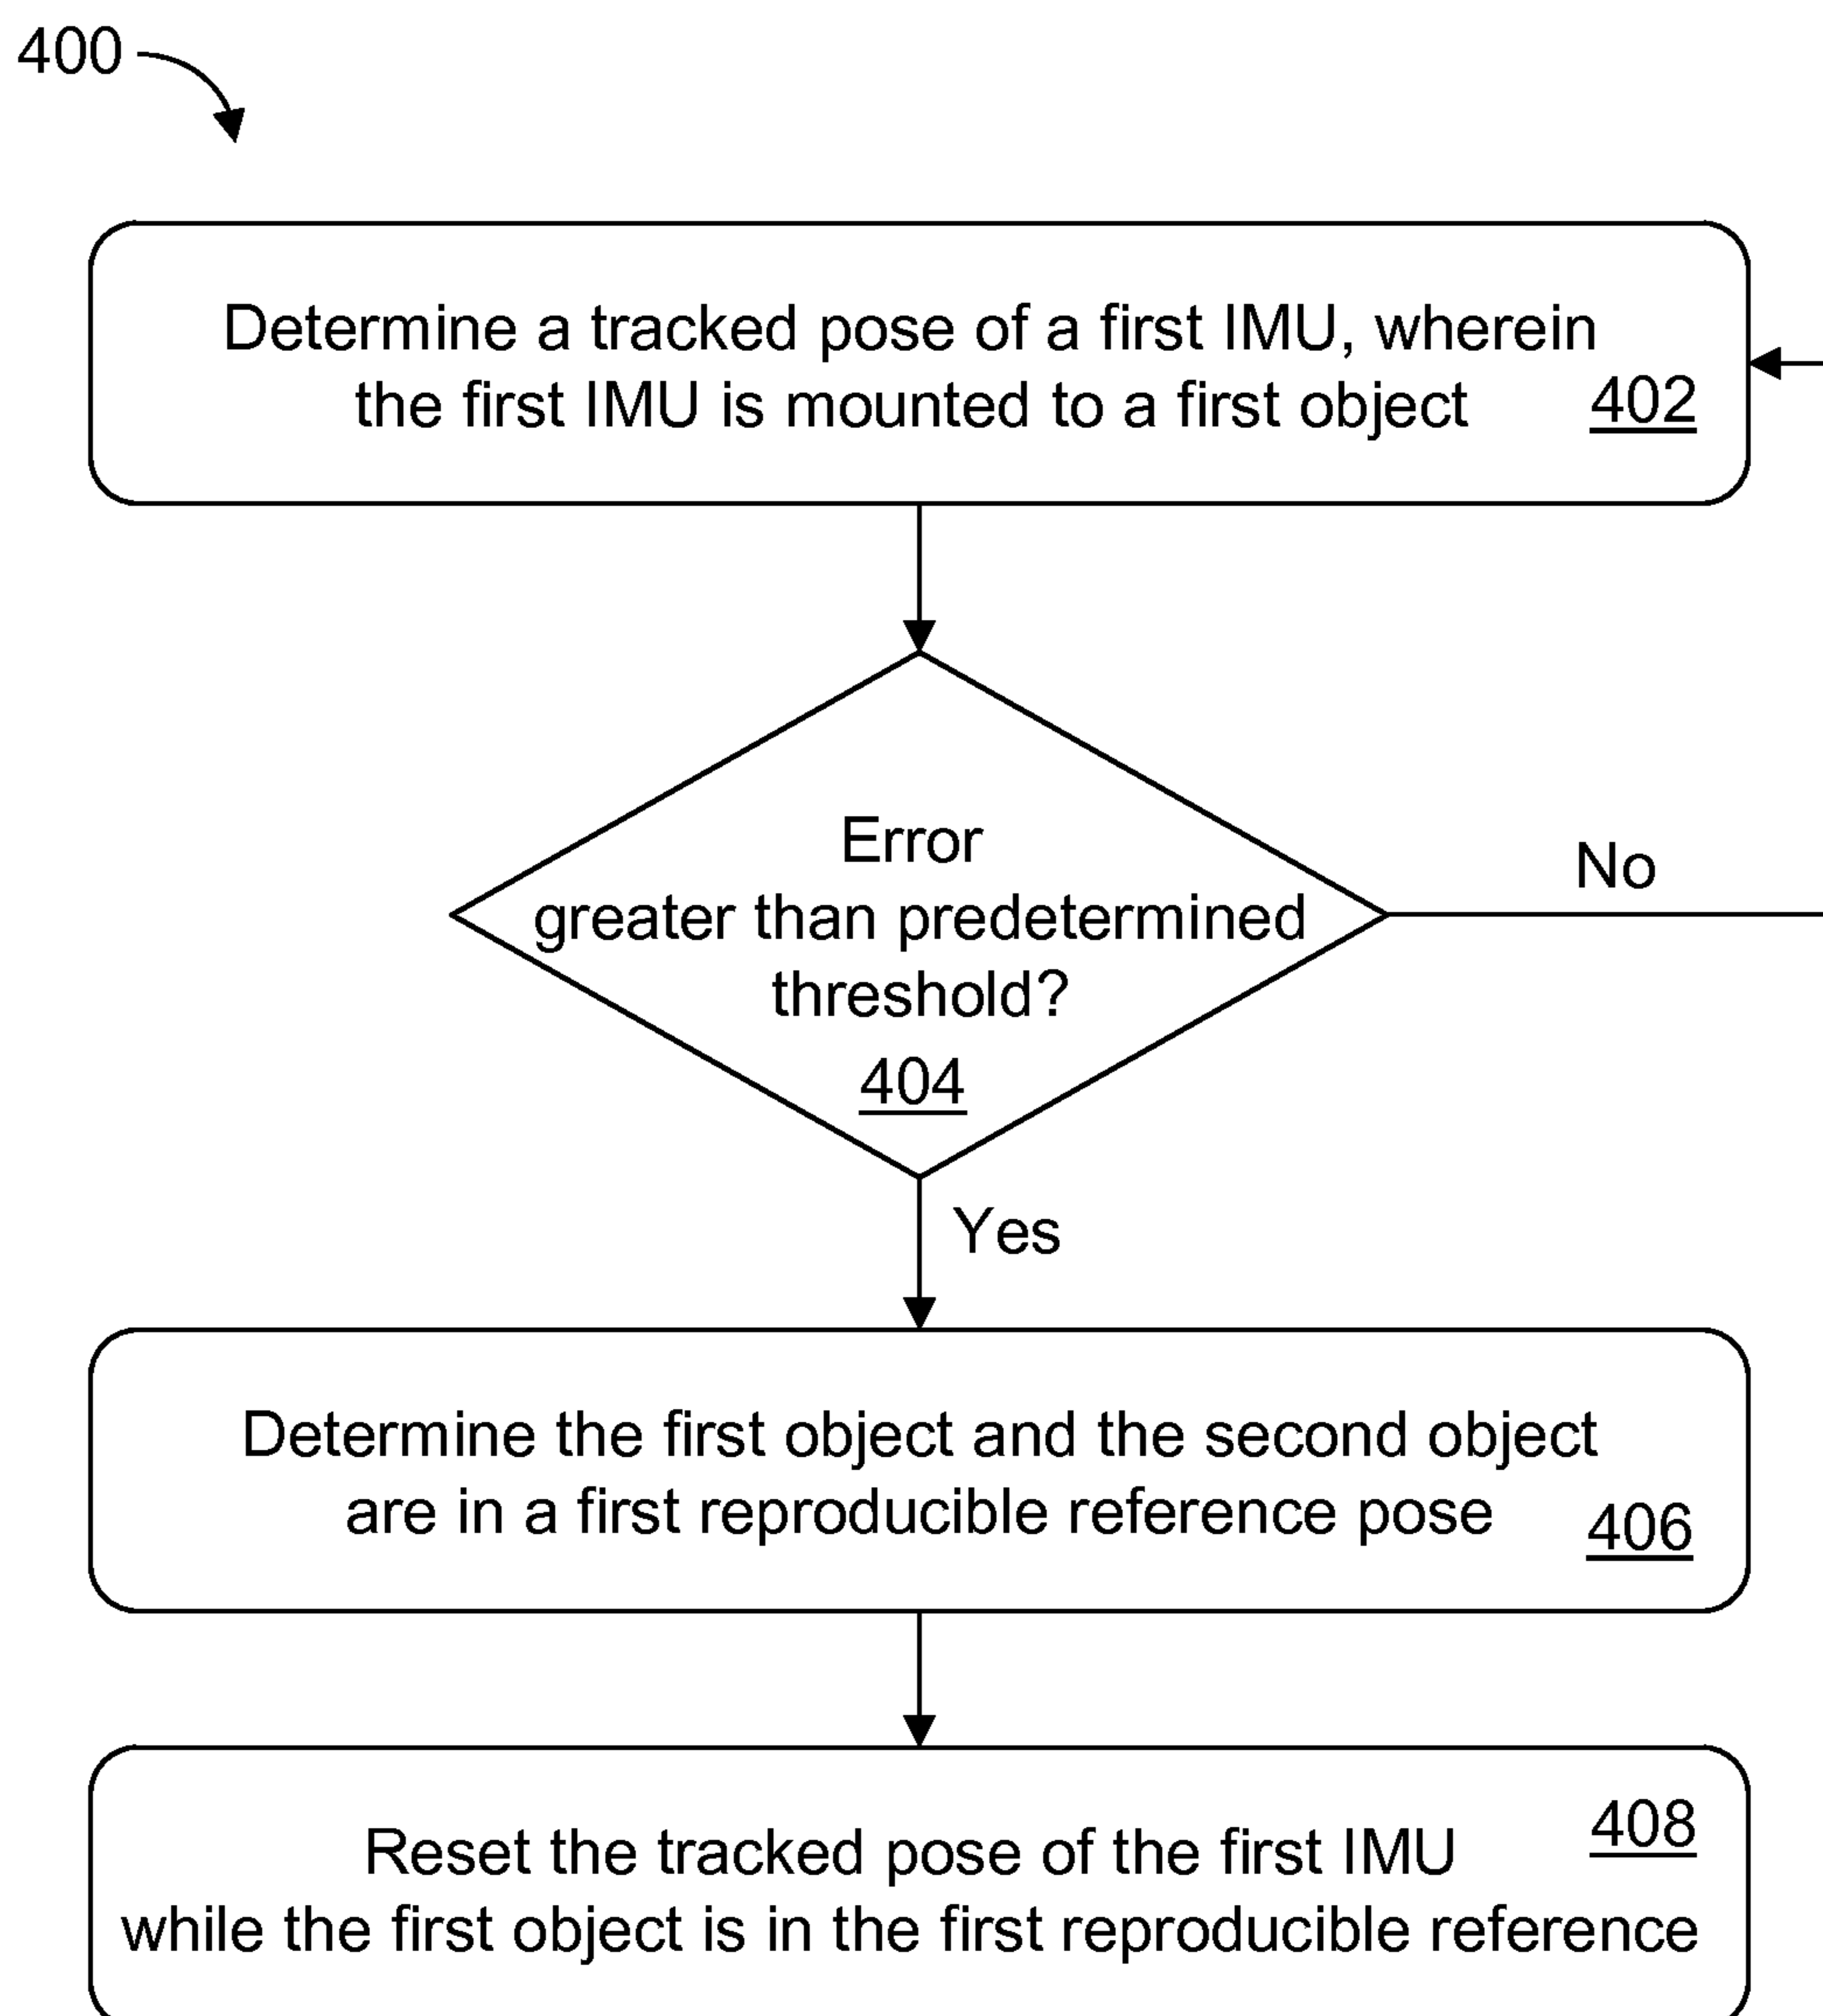 400
Determine a tracked pose of a first IMU, wherein
the first IMU is mounted to a first object
402
Error
greater than predetermined
threshold?
404
No
Yes
Determine the first object and the second object
are in a first reproducible reference pose
406
408
Reset the tracked pose of the first IMU
while the first object is in the first reproducible reference